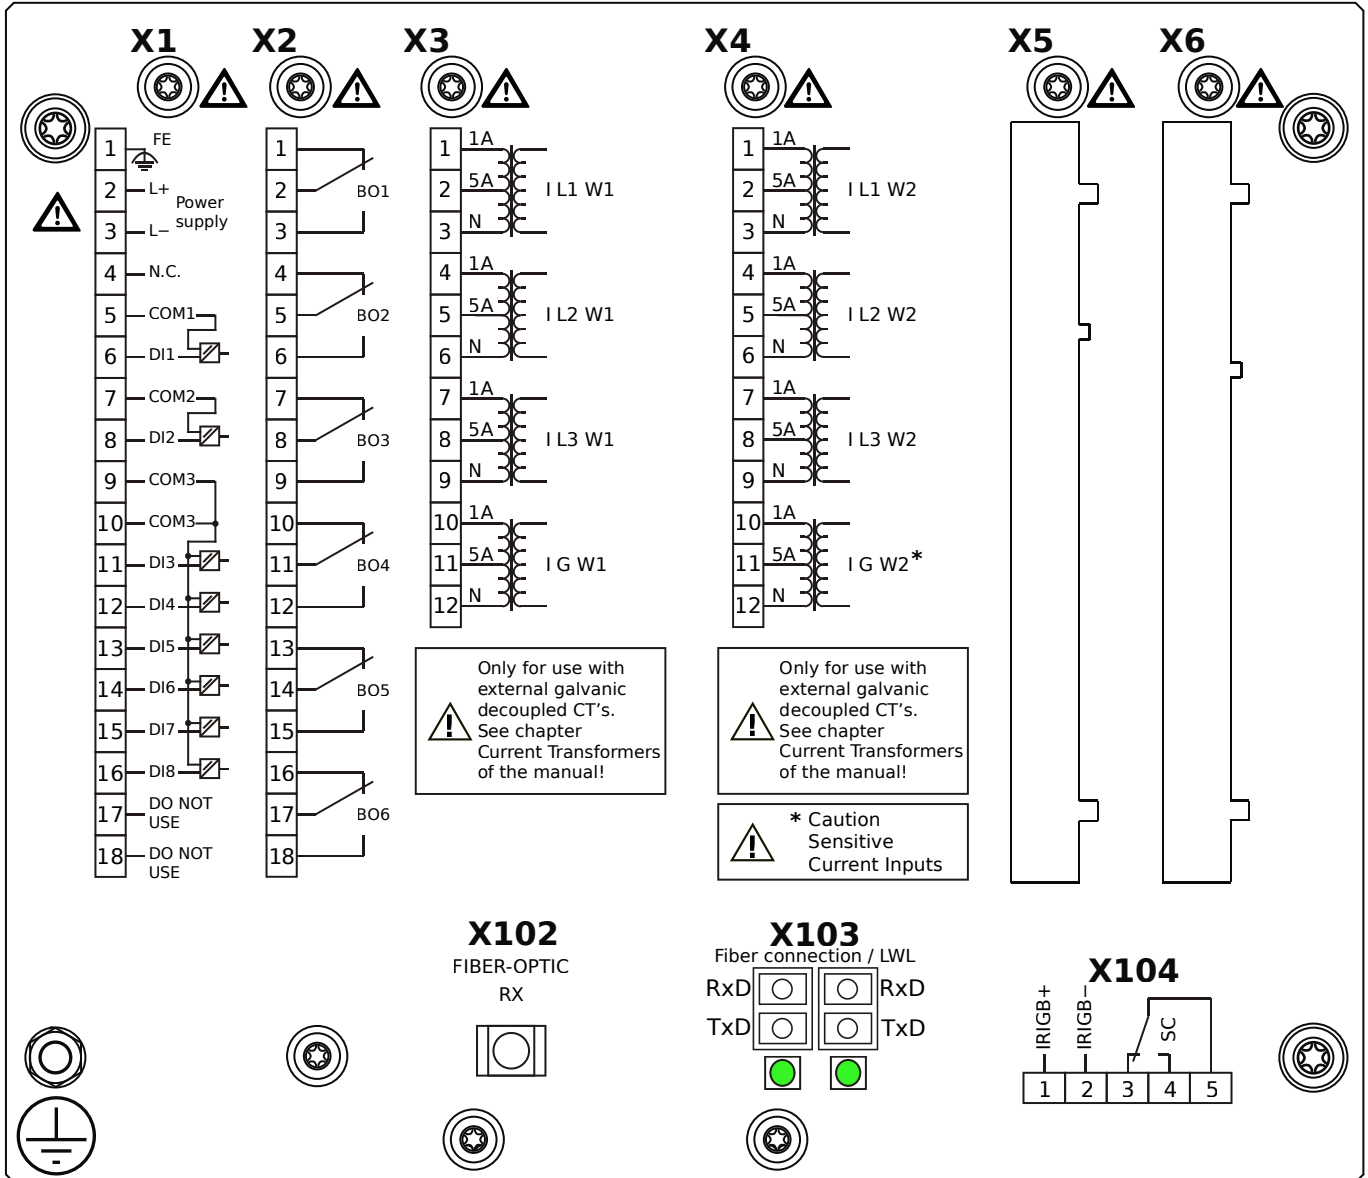 X1
X2
X3
X4
X5
X6
1
FE
2
L+
Power
supply
3
L−
4
N.C.
5
COM1
6
DI1
7
COM2
8
DI2
9
COM3
10
COM3
11
DI3
12
DI4
13
DI5
14
DI6
15
DI7
16
DI8
17
DO NOT
USE
18
DO NOT
USE
1
2
BO1
3
4
5
BO2
6
7
8
BO3
9
10
11
BO4
12
13
14
BO5
15
16
17
BO6
18
1 1A
2 5A I L1 W1
3 N
4 1A
5 5A I L2 W1
6 N
7 1A
8 5A I L3 W1
9 N
10 1A
11 5A I G W1
12 N
Only for use with
external galvanic
decoupled CT's.
See chapter
Current Transformers
of the manual!
1 1A
2 5A I L1 W2
3 N
4 1A
5 5A I L2 W2
6 N
7 1A
8 5A I L3 W2
9 N
10 1A
11 5A I G W2*
12 N
Only for use with
external galvanic
decoupled CT's.
See chapter
Current Transformers
of the manual!
* Caution
Sensitive
Current Inputs
X102
FIBER-OPTIC
RX
X103
Fiber connection / LWL
RxD RxD
TxD TxD
X104
IRIGB+
IRIGB−
SC
1 2 3 4 5